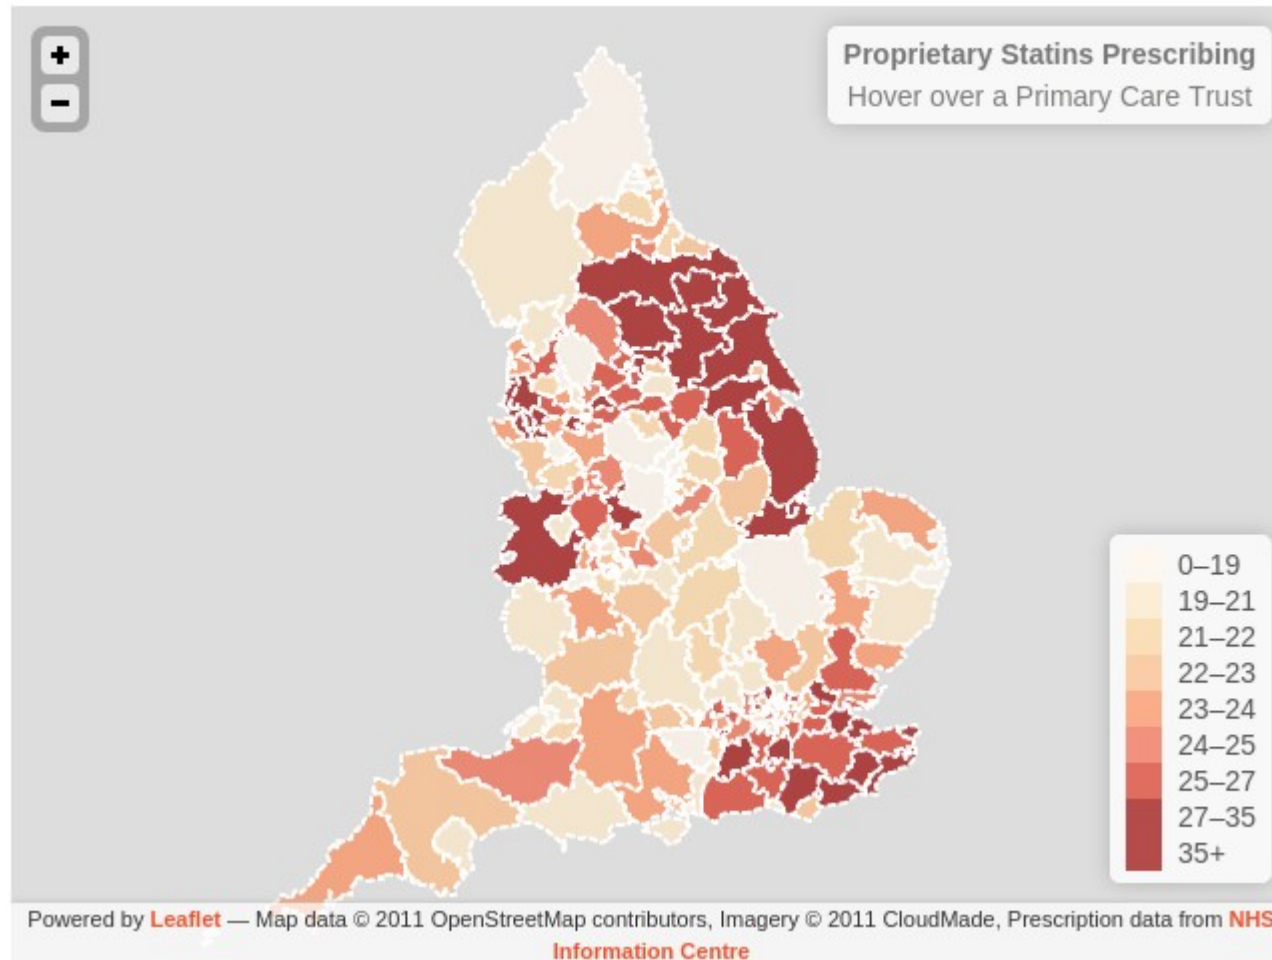 +
−
Proprietary Statins Prescribing
Hover over a Primary Care Trust
0–19
19–21
21–22
22–23
23–24
24–25
25–27
27–35
35+
Powered by Leaflet — Map data © 2011 OpenStreetMap contributors, Imagery © 2011 CloudMade, Prescription data from NHS
Information Centre